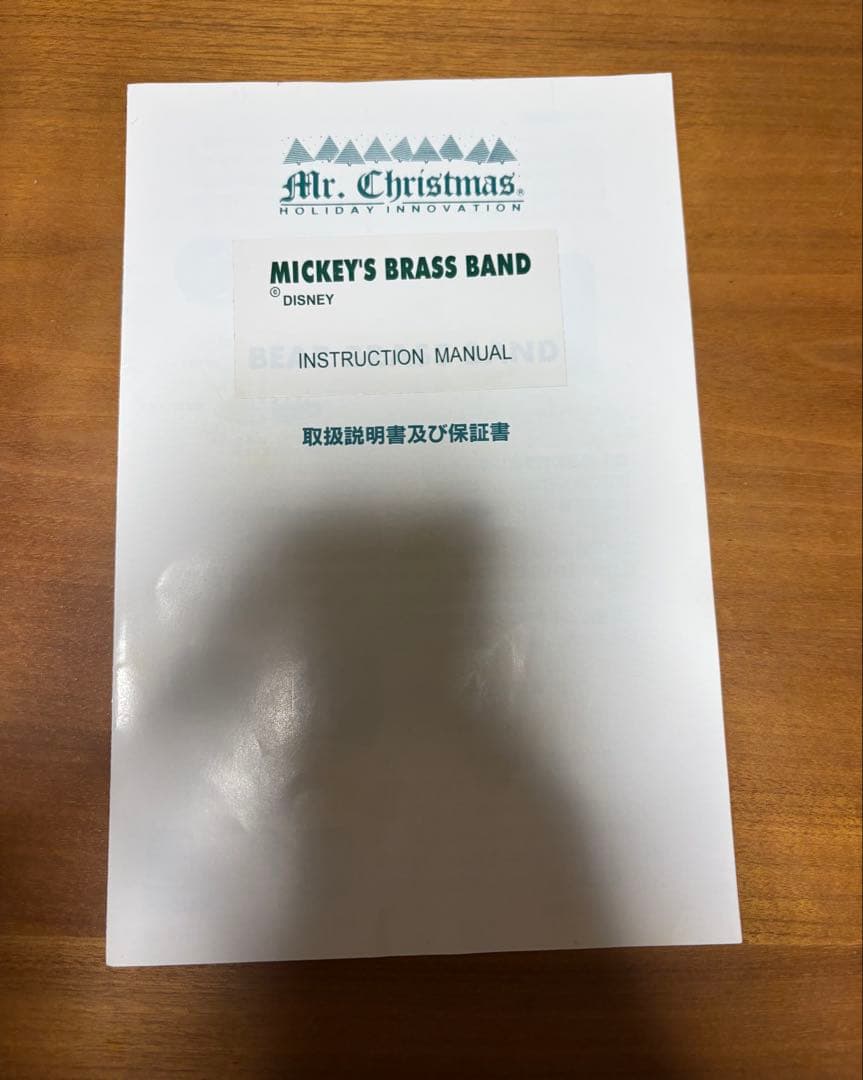 Mr. Christmas®
HOLIDAY INNOVATION
MICKEY'S BRASS BAND
© DISNEY
INSTRUCTION MANUAL
取扱説明書及び保証書